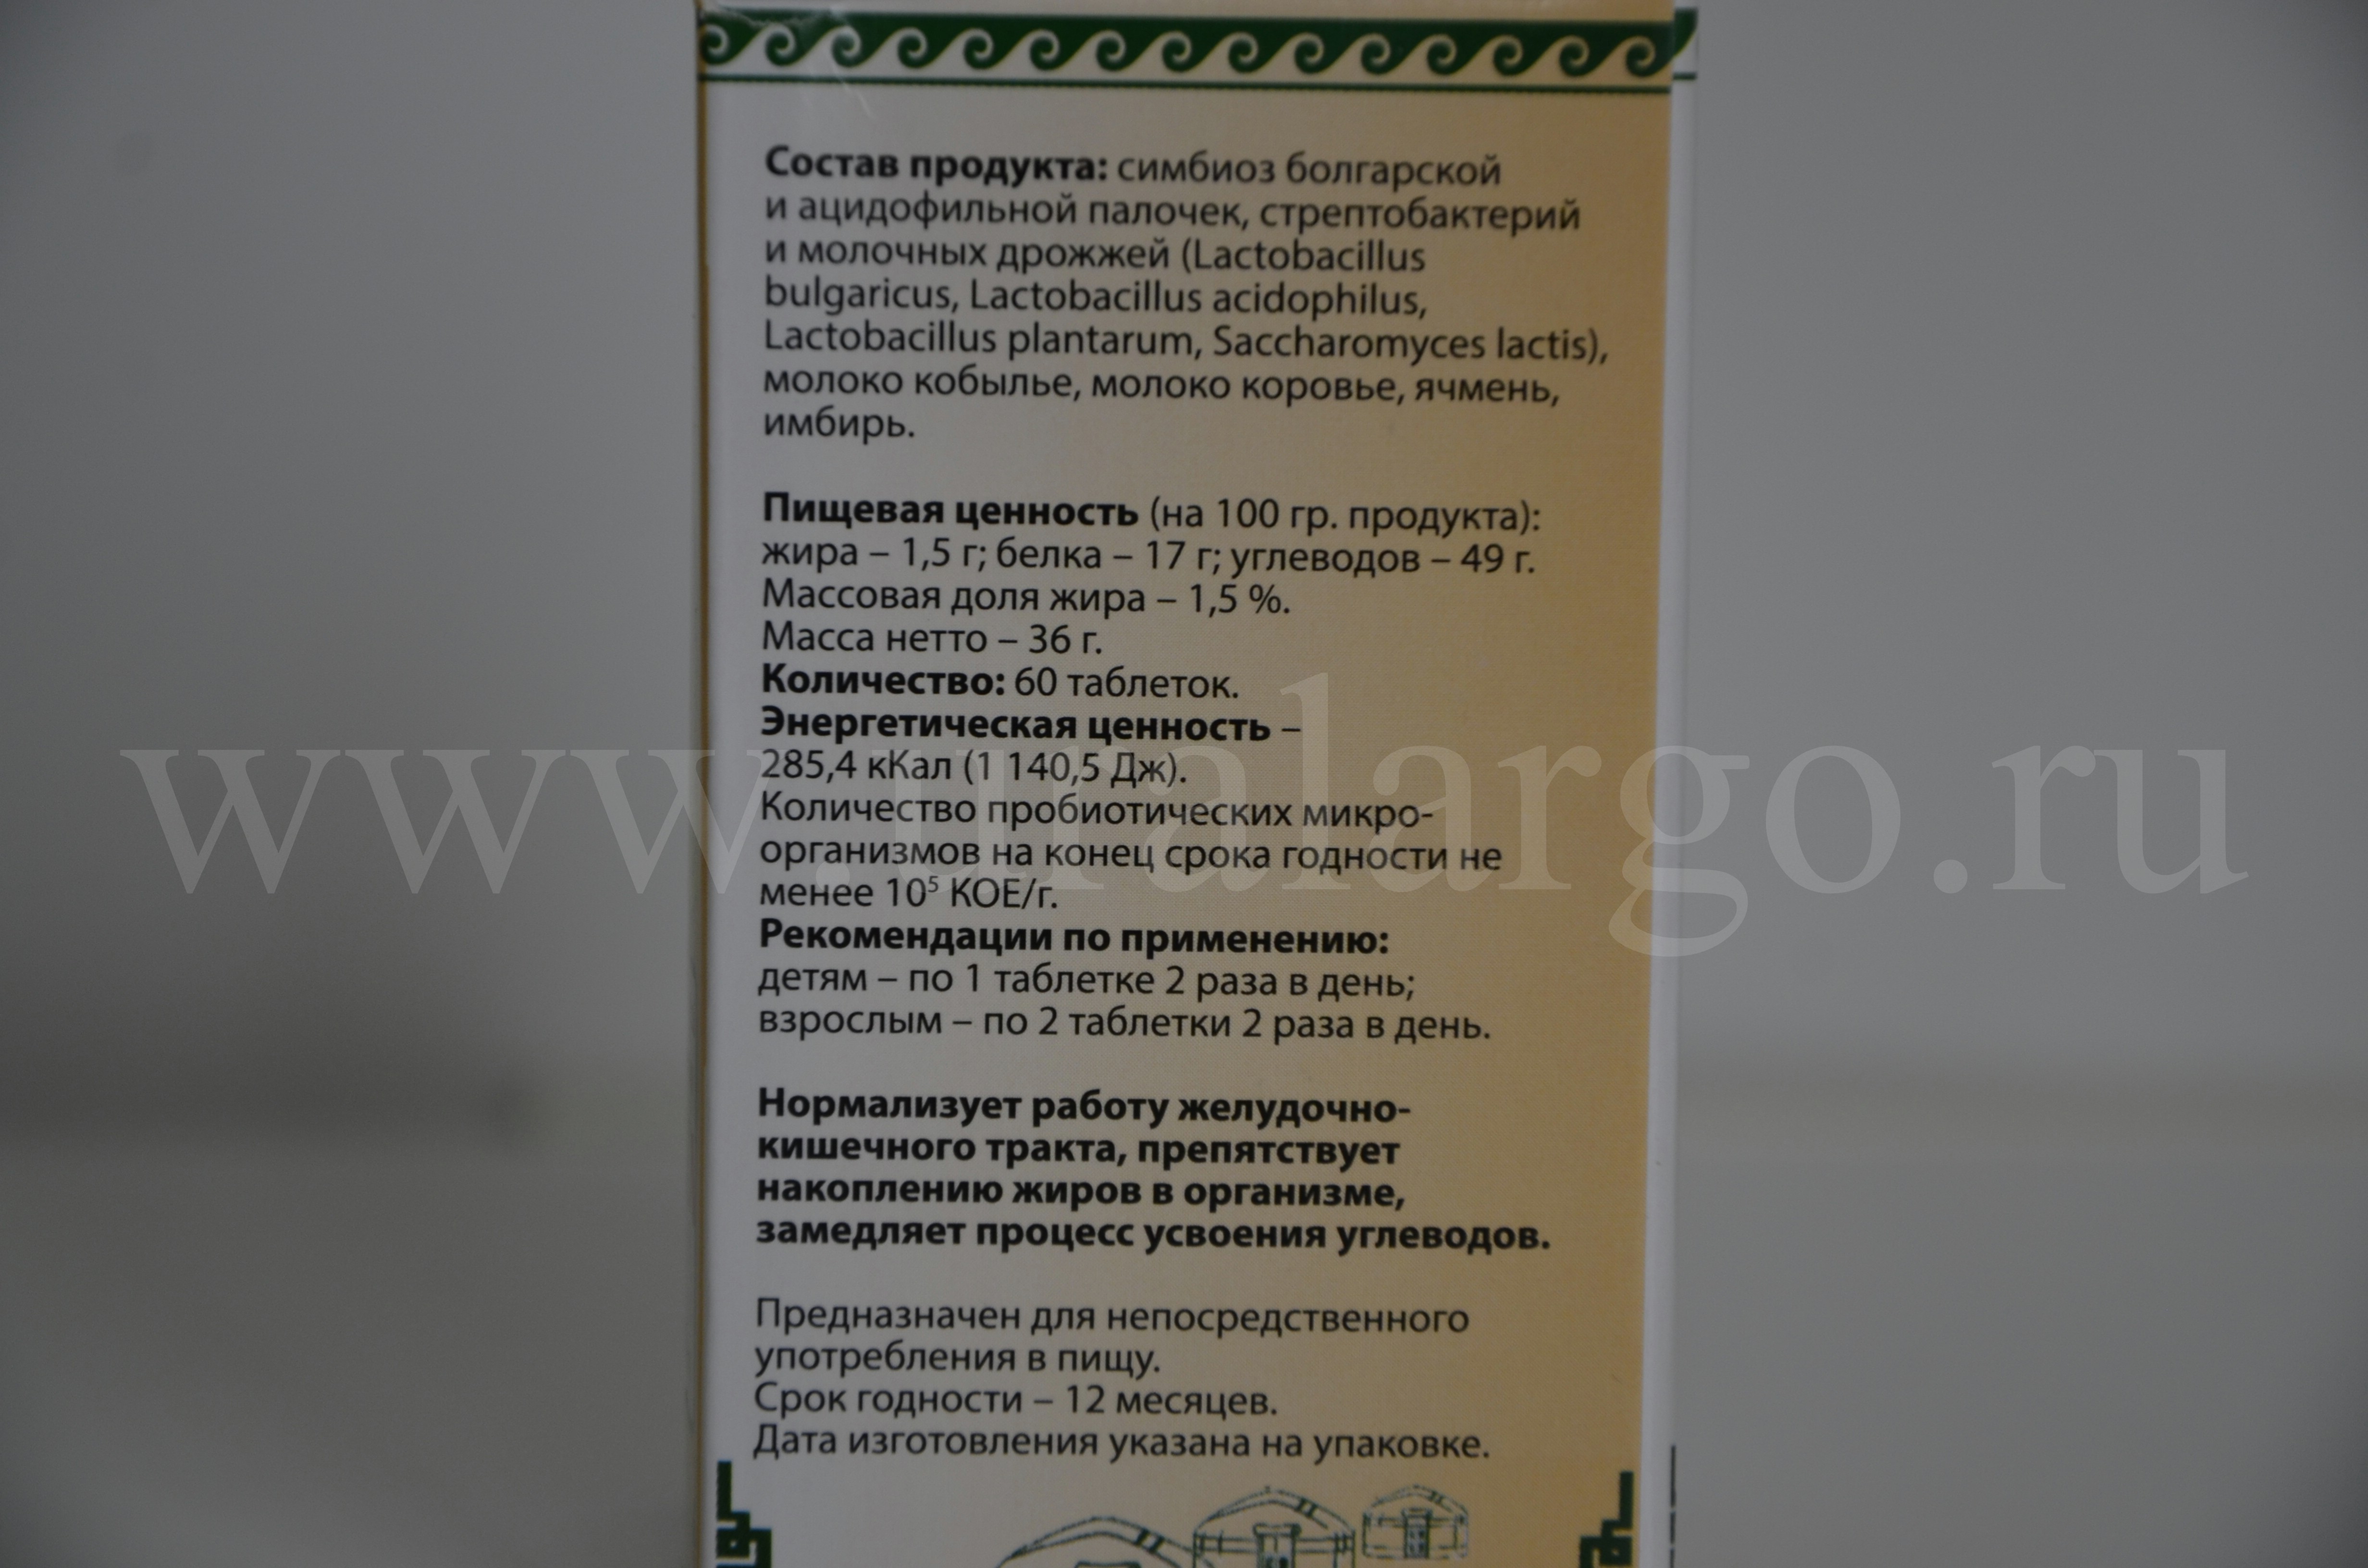 Состав продукта: симбиоз болгарской
и ацидофильной палочек, стрептобактерий
и молочных дрожжей (Lactobacillus
bulgaricus, Lactobacillus acidophilus,
Lactobacillus plantarum, Saccharomyces lactis),
молоко кобылье, молоко коровье, ячмень,
имбирь.
Пищевая ценность (на 100 гр. продукта):
жира – 1,5 г; белка – 17 г; углеводов – 49 г.
Массовая доля жира – 1,5 %.
Масса нетто – 36 г.
Количество: 60 таблеток.
Энергетическая ценность –
285,4 кКал (1 140,5 Дж).
www.uralargo.ru
Количество пробиотических микро-
организмов на конец срока годности не
менее 10⁵ КОЕ/г.
Рекомендации по применению:
детям – по 1 таблетке 2 раза в день;
взрослым – по 2 таблетки 2 раза в день.
Нормализует работу желудочно-
кишечного тракта, препятствует
накоплению жиров в организме,
замедляет процесс усвоения углеводов.
Предназначен для непосредственного
употребления в пищу.
Срок годности – 12 месяцев.
Дата изготовления указана на упаковке.